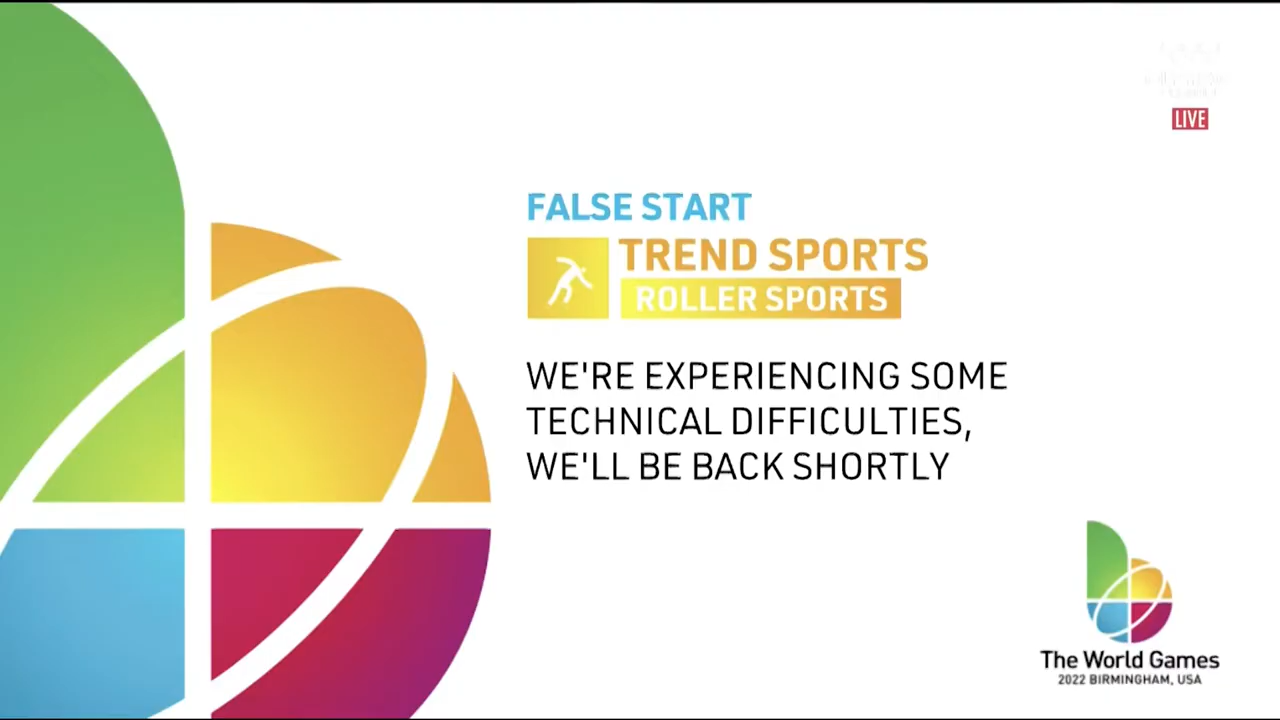 LIVE
FALSE START
TREND SPORTS
ROLLER SPORTS
WE'RE EXPERIENCING SOME
TECHNICAL DIFFICULTIES,
WE'LL BE BACK SHORTLY
The World Games
2022 BIRMINGHAM, USA